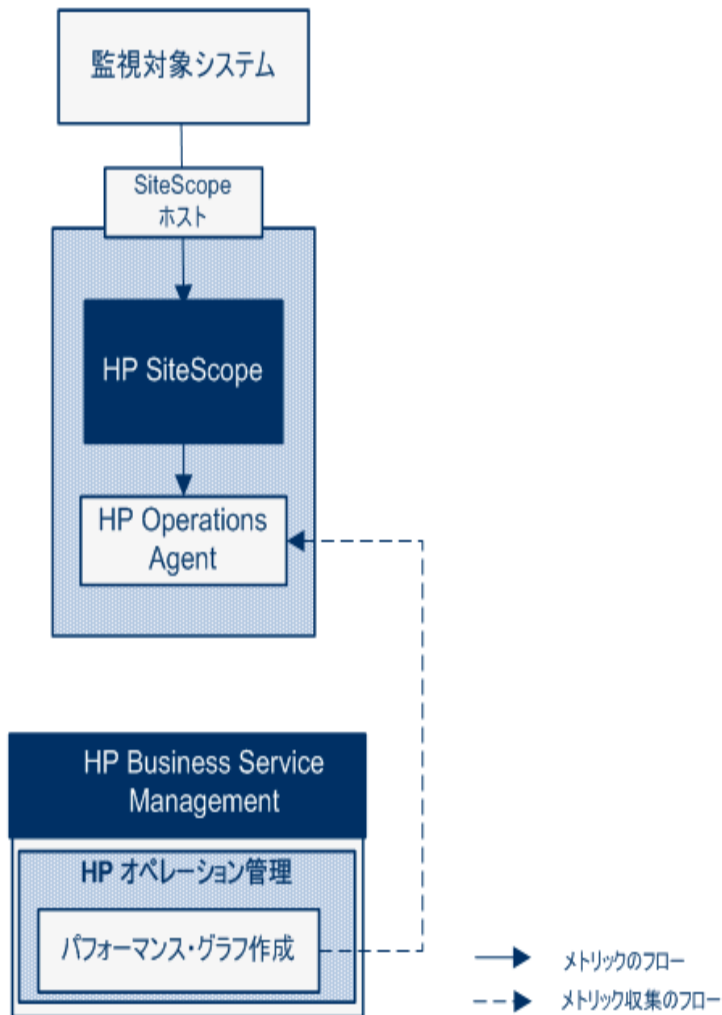 監視対象システム
SiteScope
ホスト
HP SiteScope
HP Operations
Agent
HP Business Service
Management
HP オペレーション管理
パフォーマンス・グラフ作成
メトリックのフロー
メトリック収集のフロー